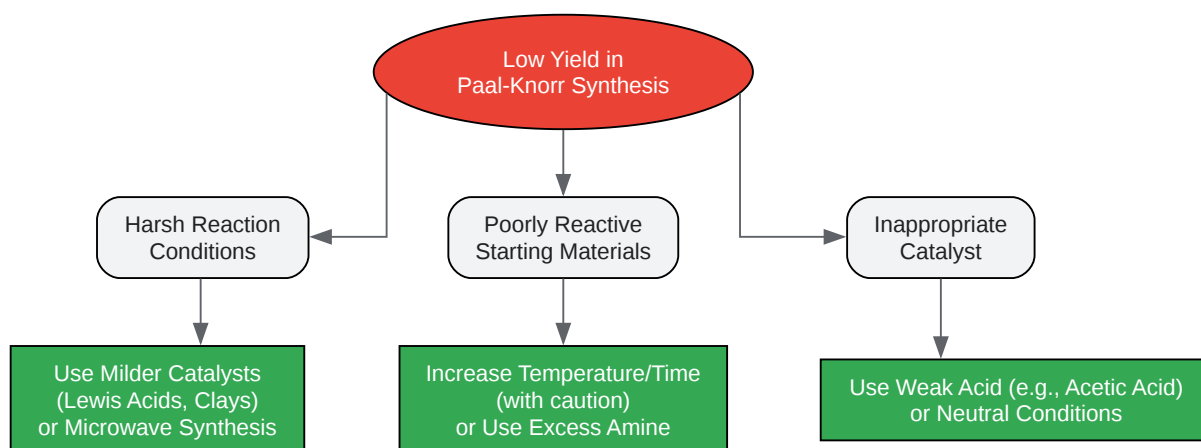 Low Yield in
Paal-Knorr Synthesis
Harsh Reaction
Conditions
Poorly Reactive
Starting Materials
Inappropriate
Catalyst
Use Milder Catalysts
(Lewis Acids, Clays)
or Microwave Synthesis
Increase Temperature/Time
(with caution)
or Use Excess Amine
Use Weak Acid (e.g., Acetic Acid)
or Neutral Conditions